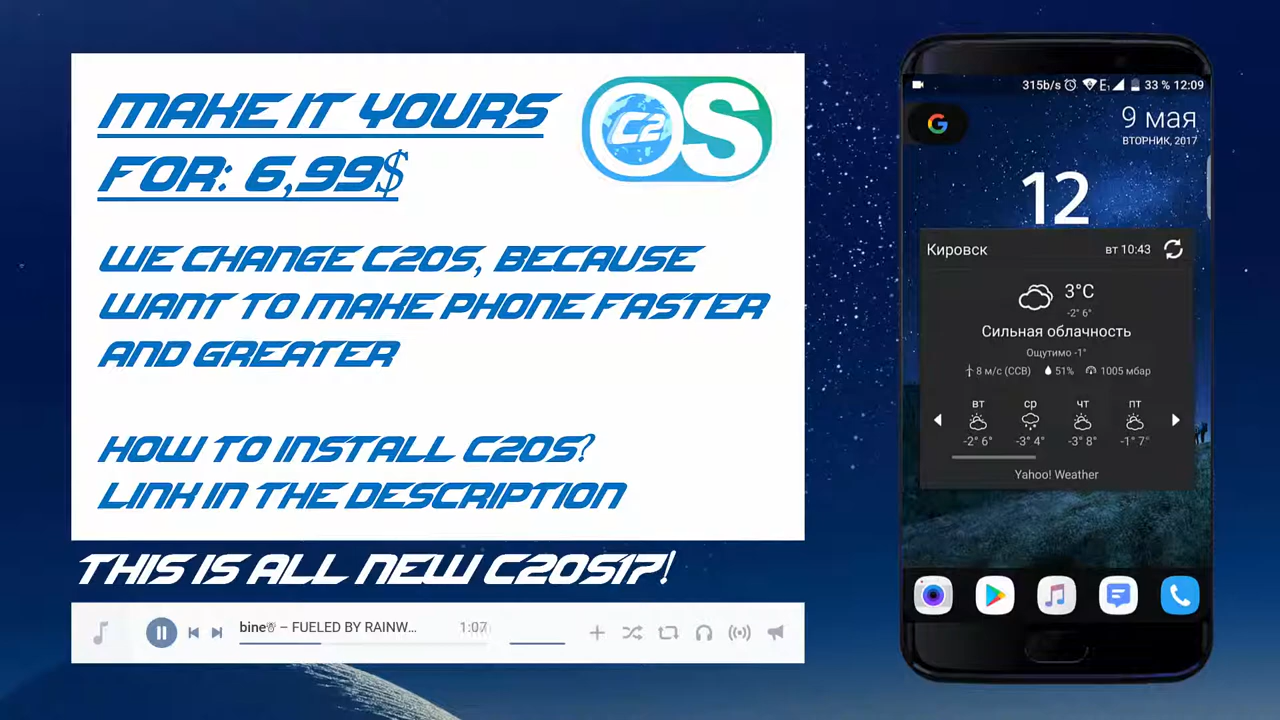 MAKE IT YOURS
FOR: 6,99$
C2
OS
WE CHANGE C2OS, BECAUSE
WANT TO MAKE PHONE FASTER
AND GREATER
HOW TO INSTALL C2OS?
LINK IN THE DESCRIPTION
THIS IS ALL NEW C2OS17!
bine – FUELED BY RAINW...
1:07
315b/s E 33 % 12:09
G
9 мая
ВТОРНИК, 2017
12
Кировск
вт 10:43
3°C
-2° 6°
Сильная облачность
Ощутимо -1°
8 м/с (ССВ) 51% 1005 мбар
вт ср чт пт
-2° 6° -3° 4° -3° 8° -1° 7°
Yahoo! Weather